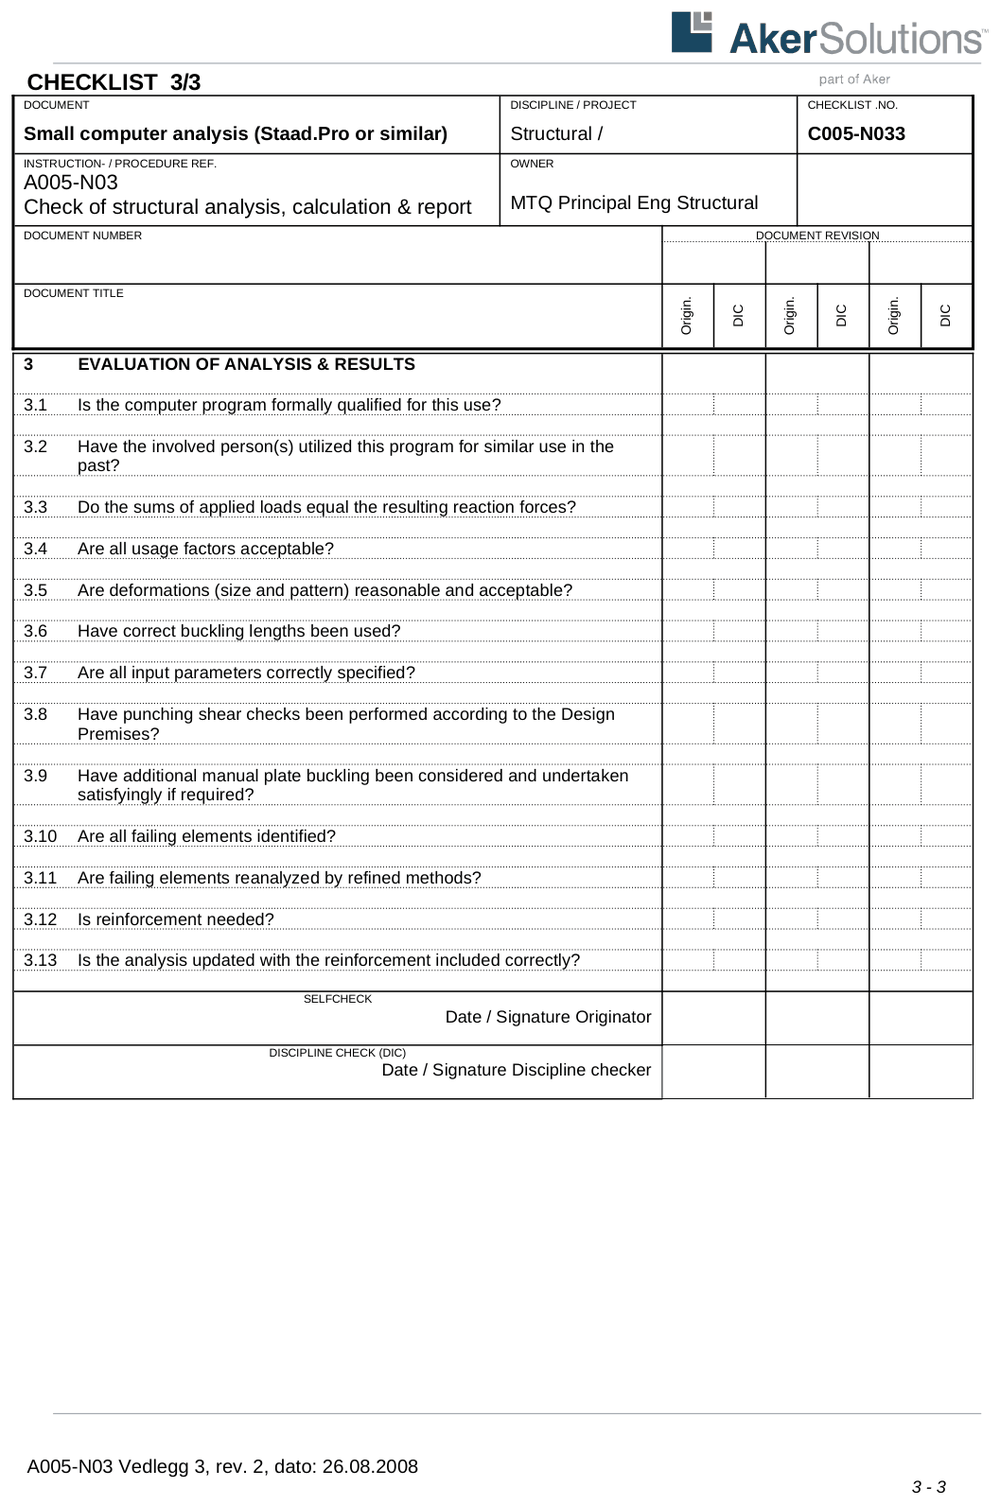 AkerSolutions™
part of Aker
CHECKLIST 3/3
DOCUMENT
Small computer analysis (Staad.Pro or similar)
DISCIPLINE / PROJECT
Structural /
CHECKLIST .NO.
C005-N033
INSTRUCTION- / PROCEDURE REF.
A005-N03
Check of structural analysis, calculation & report
OWNER
MTQ Principal Eng Structural
DOCUMENT NUMBER
DOCUMENT REVISION
DOCUMENT TITLE
Origin.
DIC
Origin.
DIC
Origin.
DIC
3 EVALUATION OF ANALYSIS & RESULTS
3.1 Is the computer program formally qualified for this use?
3.2 Have the involved person(s) utilized this program for similar use in the
past?
3.3 Do the sums of applied loads equal the resulting reaction forces?
3.4 Are all usage factors acceptable?
3.5 Are deformations (size and pattern) reasonable and acceptable?
3.6 Have correct buckling lengths been used?
3.7 Are all input parameters correctly specified?
3.8 Have punching shear checks been performed according to the Design
Premises?
3.9 Have additional manual plate buckling been considered and undertaken
satisfyingly if required?
3.10 Are all failing elements identified?
3.11 Are failing elements reanalyzed by refined methods?
3.12 Is reinforcement needed?
3.13 Is the analysis updated with the reinforcement included correctly?
SELFCHECK
Date / Signature Originator
DISCIPLINE CHECK (DIC)
Date / Signature Discipline checker
A005-N03 Vedlegg 3, rev. 2, dato: 26.08.2008
3 - 3